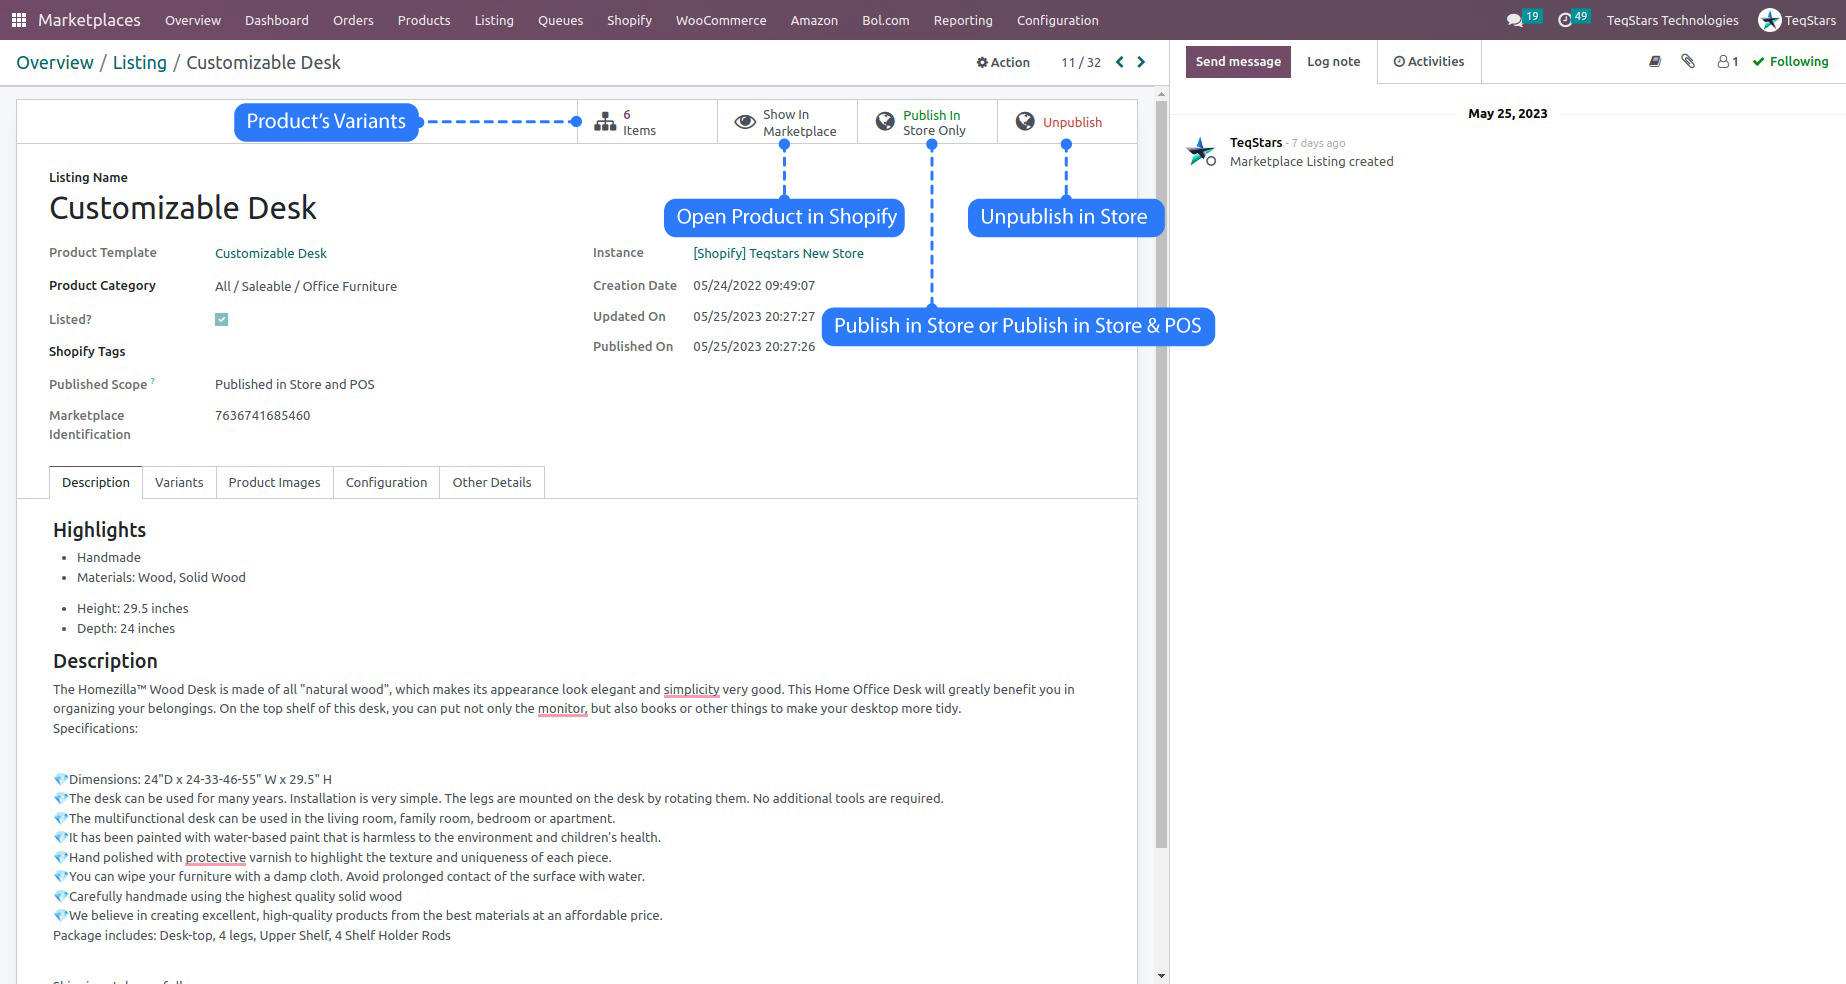 Marketplaces Overview Dashboard Orders Products Listing Queues Shopify WooCommerce Amazon Bol.com Reporting Configuration 19 49 TeqStars Technologies TeqStars
Overview / Listing / Customizable Desk Action 11 / 32 Send message Log note Activities 1 Following
May 25, 2023
TeqStars - 7 days ago
Marketplace Listing created
Product's Variants
6
Items
Show In
Marketplace
Publish In
Store Only
Unpublish
Open Product in Shopify
Unpublish in Store
Publish in Store or Publish in Store & POS
Listing Name
Customizable Desk
Product Template Customizable Desk
Product Category All / Saleable / Office Furniture
Listed?
Shopify Tags
Published Scope ? Published in Store and POS
Marketplace
Identification
7636741685460
Instance [Shopify] Teqstars New Store
Creation Date 05/24/2022 09:49:07
Updated On 05/25/2023 20:27:27
Published On 05/25/2023 20:27:26
Description Variants Product Images Configuration Other Details
Highlights
• Handmade
• Materials: Wood, Solid Wood
• Height: 29.5 inches
• Depth: 24 inches
Description
The Homezilla™ Wood Desk is made of all "natural wood", which makes its appearance look elegant and simplicity very good. This Home Office Desk will greatly benefit you in
organizing your belongings. On the top shelf of this desk, you can put not only the monitor, but also books or other things to make your desktop more tidy.
Specifications:
💎Dimensions: 24"D x 24-33-46-55" W x 29.5" H
💎The desk can be used for many years. Installation is very simple. The legs are mounted on the desk by rotating them. No additional tools are required.
💎The multifunctional desk can be used in the living room, family room, bedroom or apartment.
💎It has been painted with water-based paint that is harmless to the environment and children's health.
💎Hand polished with protective varnish to highlight the texture and uniqueness of each piece.
💎You can wipe your furniture with a damp cloth. Avoid prolonged contact of the surface with water.
💎Carefully handmade using the highest quality solid wood
💎We believe in creating excellent, high-quality products from the best materials at an affordable price.
Package includes: Desk-top, 4 legs, Upper Shelf, 4 Shelf Holder Rods